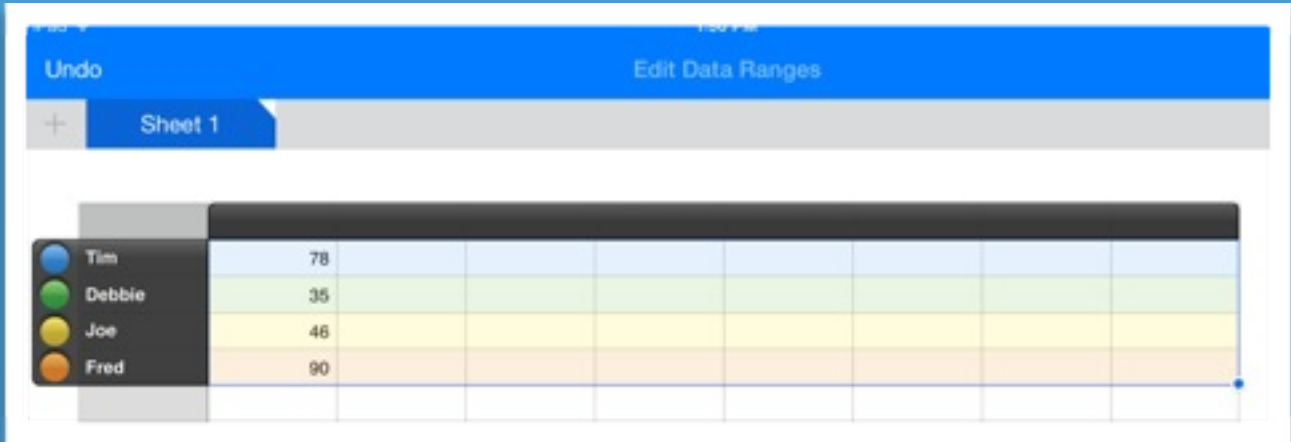 Undo Edit Data Ranges
+ Sheet 1
Tim 78
Debbie 35
Joe 46
Fred 90